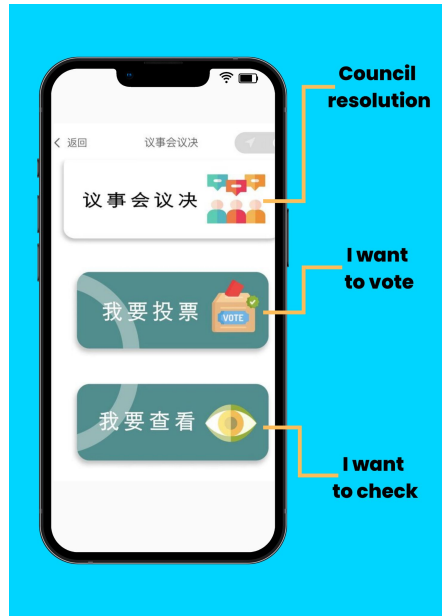 Council
resolution
返回
议事会议决
议事会议决
I want
to vote
我要投票
VOTE
我要查看
I want
to check